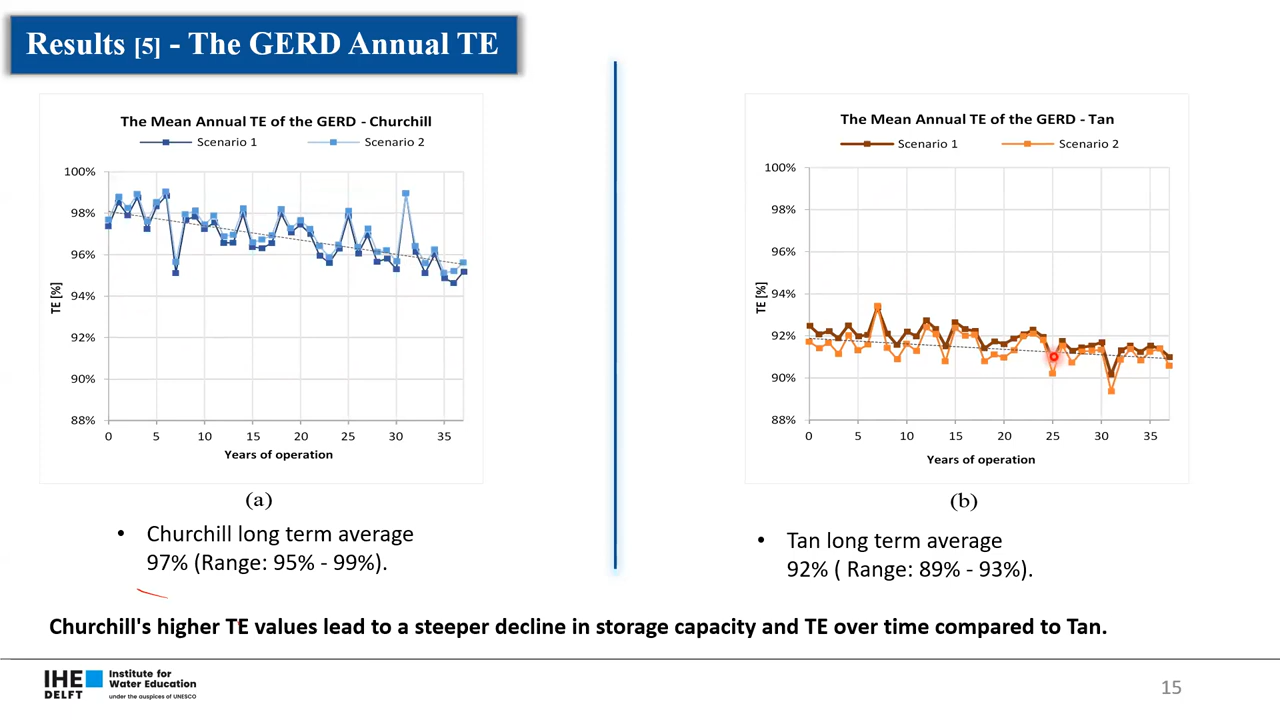 Results [5] - The GERD Annual TE
The Mean Annual TE of the GERD - Churchill
Scenario 1
Scenario 2
100%
98%
96%
94%
92%
90%
88%
TE [%]
0 5 10 15 20 25 30 35
Years of operation
(a)
• Churchill long term average
97% (Range: 95% - 99%).
The Mean Annual TE of the GERD - Tan
Scenario 1
Scenario 2
100%
98%
96%
94%
92%
90%
88%
TE [%]
0 5 10 15 20 25 30 35
Years of operation
(b)
• Tan long term average
92% ( Range: 89% - 93%).
Churchill's higher TE values lead to a steeper decline in storage capacity and TE over time compared to Tan.
IHE
DELFT
Institute for
Water Education
under the auspices of UNESCO
15